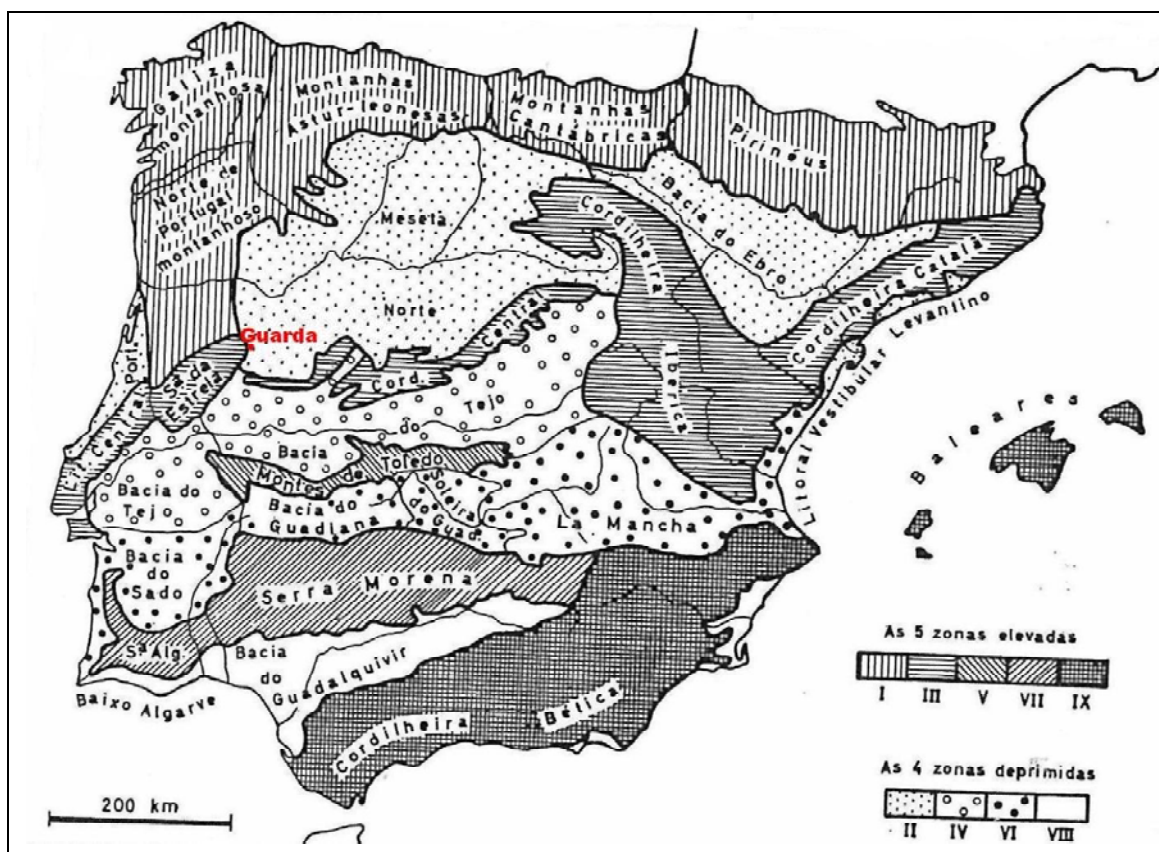 Galiza
montanhosa
Montanhas
Astur-leonesas
Montanhas
Cantábricas
Pirinéus
Norte de
Portugal
montanhoso
Meseta
Norte
Cordilheira
Ibérica
Bacia do Ebro
Cordilheira Catalã
Litoral Vestibular Levantino
Baleares
Guarda
Central
Cord.
Port.
Sª da
Estrela
Central
Tejo
do
Bacia
Montes de Toledo
Bacia do
Tejo
Bacia do
Guadiana
Soleira
do Guad.
La Mancha
Bacia
do
Sado
Serra Morena
Sª Alg.
Bacia
do
Guadalquivir
Baixo Algarve
Cordilheira Bética
As 5 zonas elevadas
I III V VII IX
As 4 zonas deprimidas
II IV VI VIII
200 km